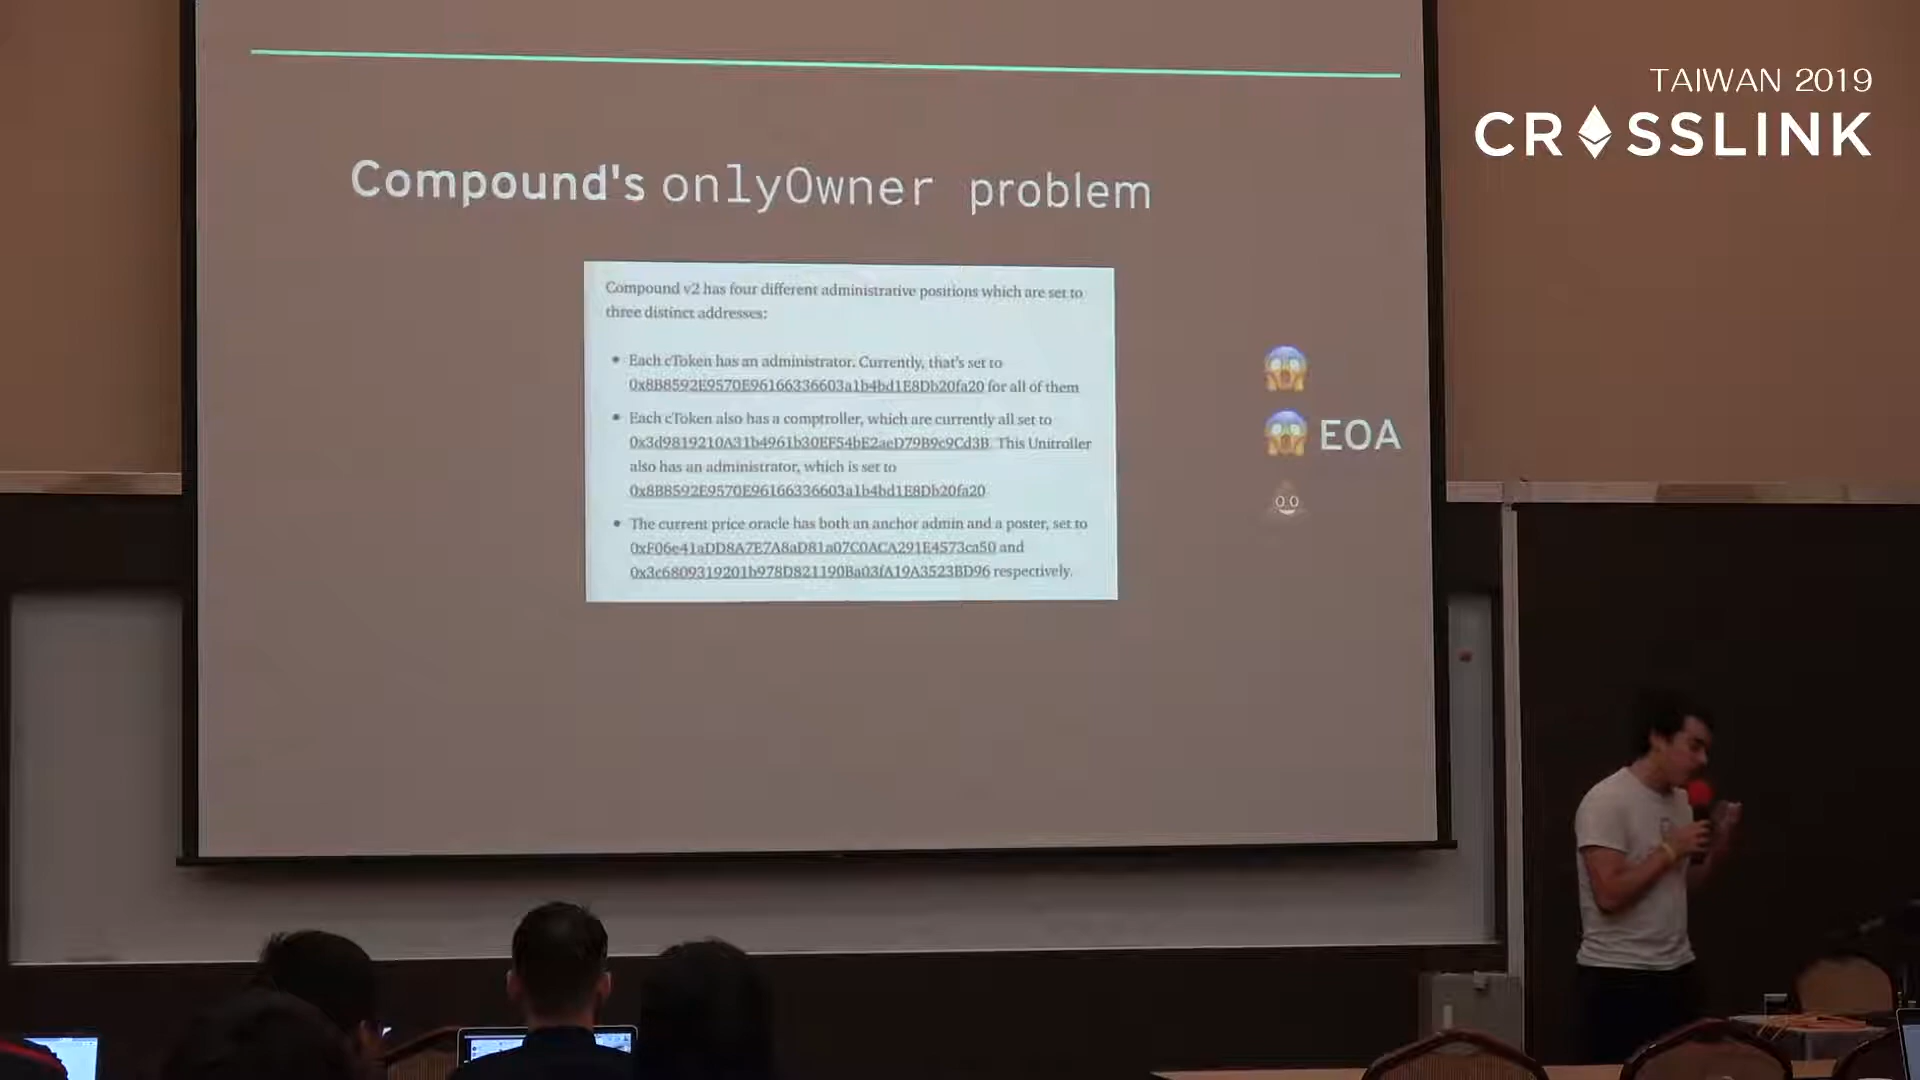 TAIWAN 2019
CROSSLINK
Compound's onlyOwner problem
Compound v2 has four different administrative positions which are set to
three distinct addresses:
• Each cToken has an administrator. Currently, that's set to
0x8B8592E9570E96166336603a1b4bd1E8Db20fa20 for all of them
• Each cToken also has a comptroller, which are currently all set to
0x3d9819210A31b4961b30EF54bE2aeD79B9c9Cd3B. This Unitroller
also has an administrator, which is set to
0x8B8592E9570E96166336603a1b4bd1E8Db20fa20
• The current price oracle has both an anchor admin and a poster, set to
0xF06e41aDD8A7E7A8aD81a07C0ACA291E4573ca50 and
0x3c6809319201b978D821190Ba03fA19A3523BD96 respectively.
EOA